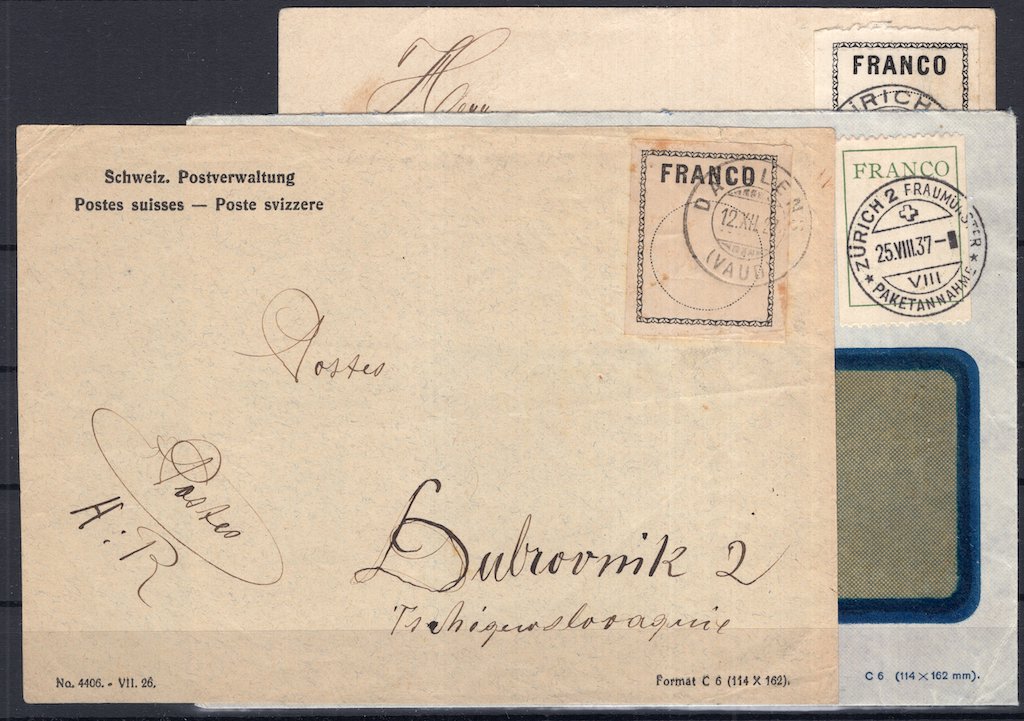 FRANCO
ZÜRICH
Herrn
FRANCO
ZÜRICH 2 FRAUMÜNSTER
25.VIII.37-
VIII
PAKETANNAHME
C 6 (114 × 162 mm).
Schweiz. Postverwaltung
Postes suisses — Poste svizzere
FRANCO
DAILLENS
12.XII.2
(VAUD)
Postes
Postes
Dubrovnik 2
No. 4406. - VII. 26.
Format C 6 (114 X 162).